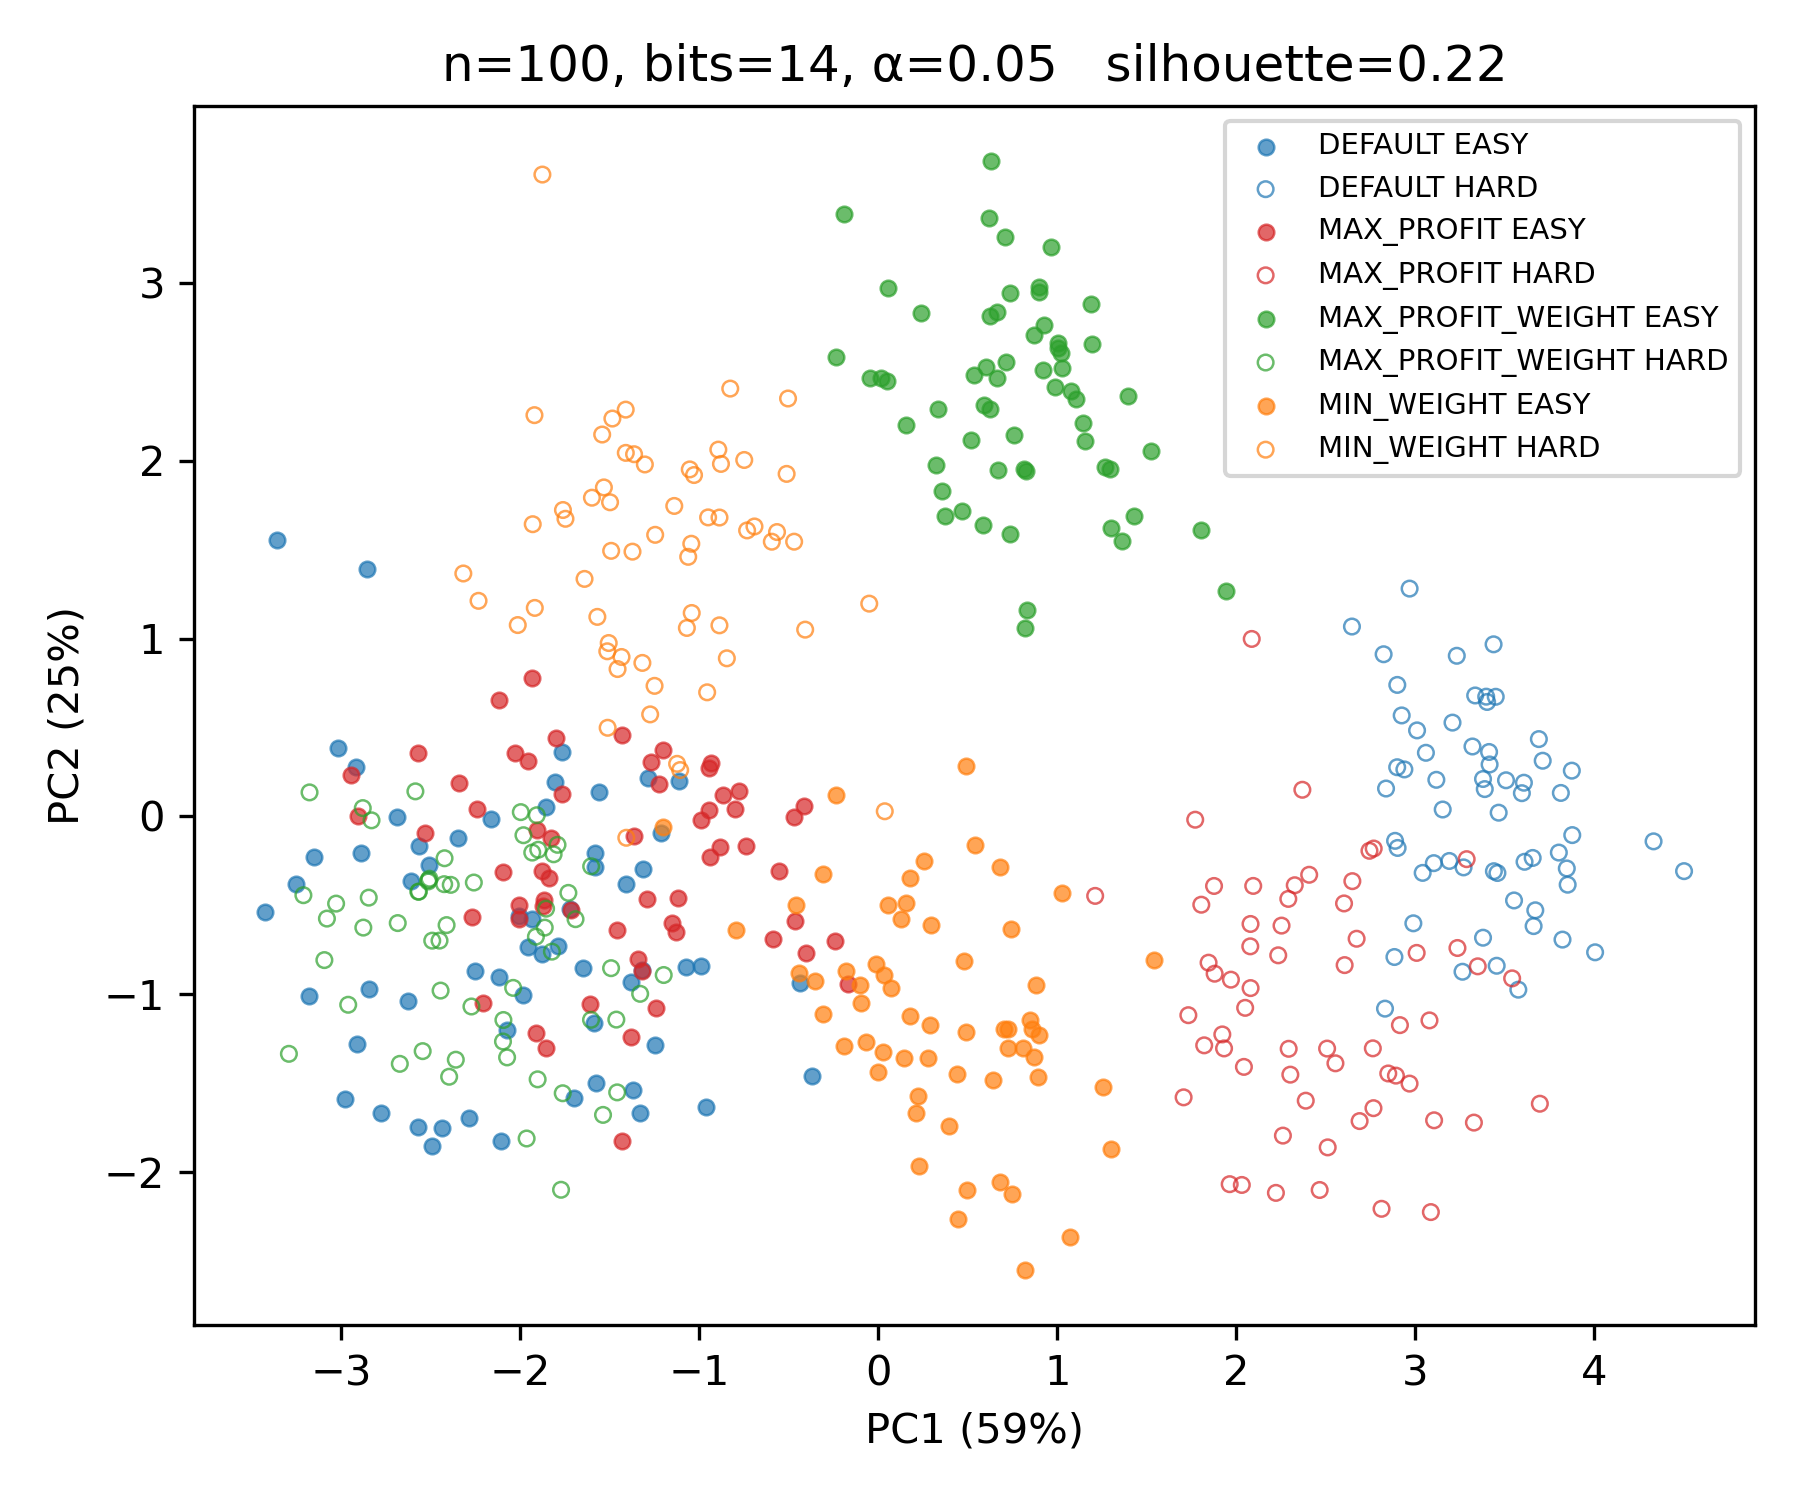 n=100, bits=14, α=0.05   silhouette=0.22
DEFAULT EASY
DEFAULT HARD
MAX_PROFIT EASY
MAX_PROFIT HARD
MAX_PROFIT_WEIGHT EASY
MAX_PROFIT_WEIGHT HARD
MIN_WEIGHT EASY
MIN_WEIGHT HARD
3
2
1
0
−1
−2
PC2 (25%)
−3 −2 −1 0 1 2 3 4
PC1 (59%)